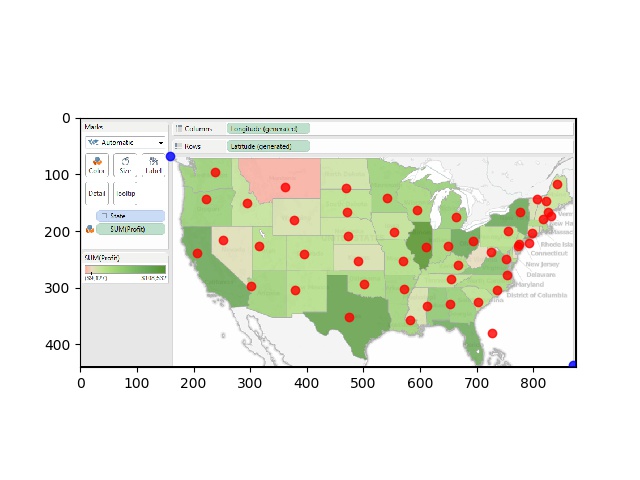 Marks
Columns
Longitude (generated)
Automatic
Rows
Latitude (generated)
Color
Size
Label
Detail
Tooltip
State
SUM(Profit)
SUM(Profit)
Rhode Isla
Connecticut
New Jersey
Delaware
Maryland
District of Columbia
0
100
200
300
400
0
100
200
300
400
500
600
700
800